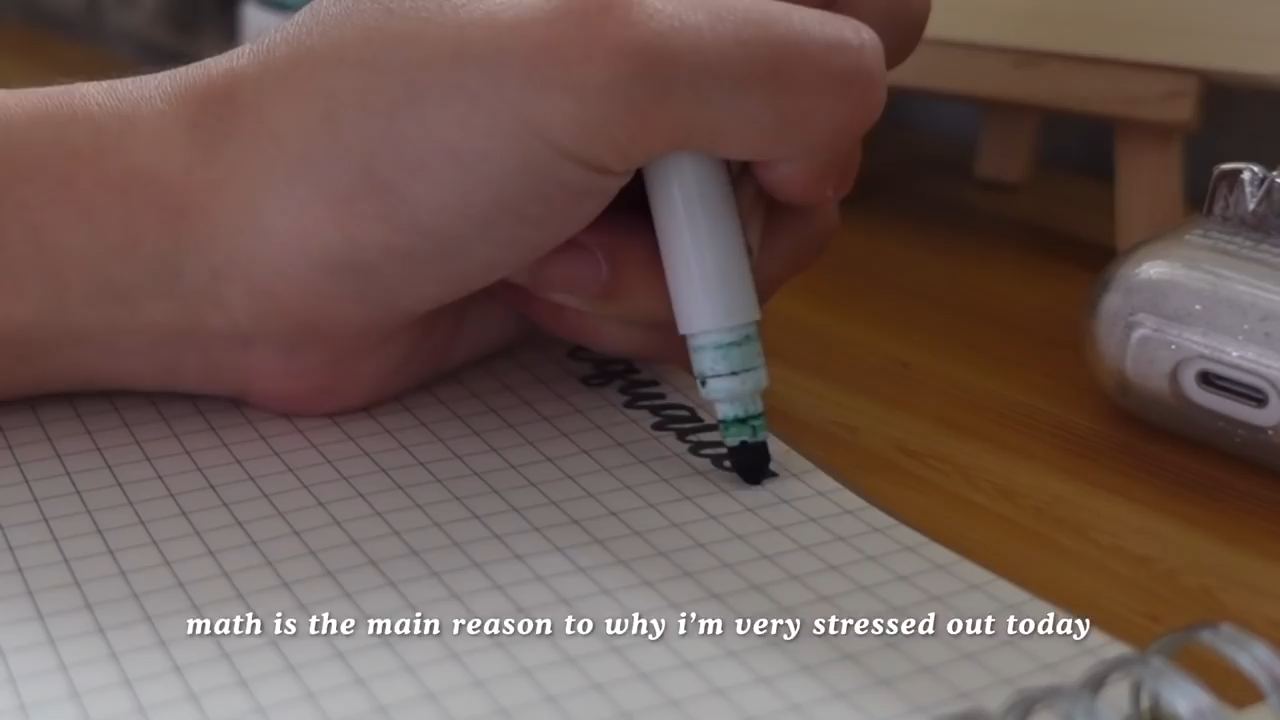 math is the main reason to why i'm very stressed out today